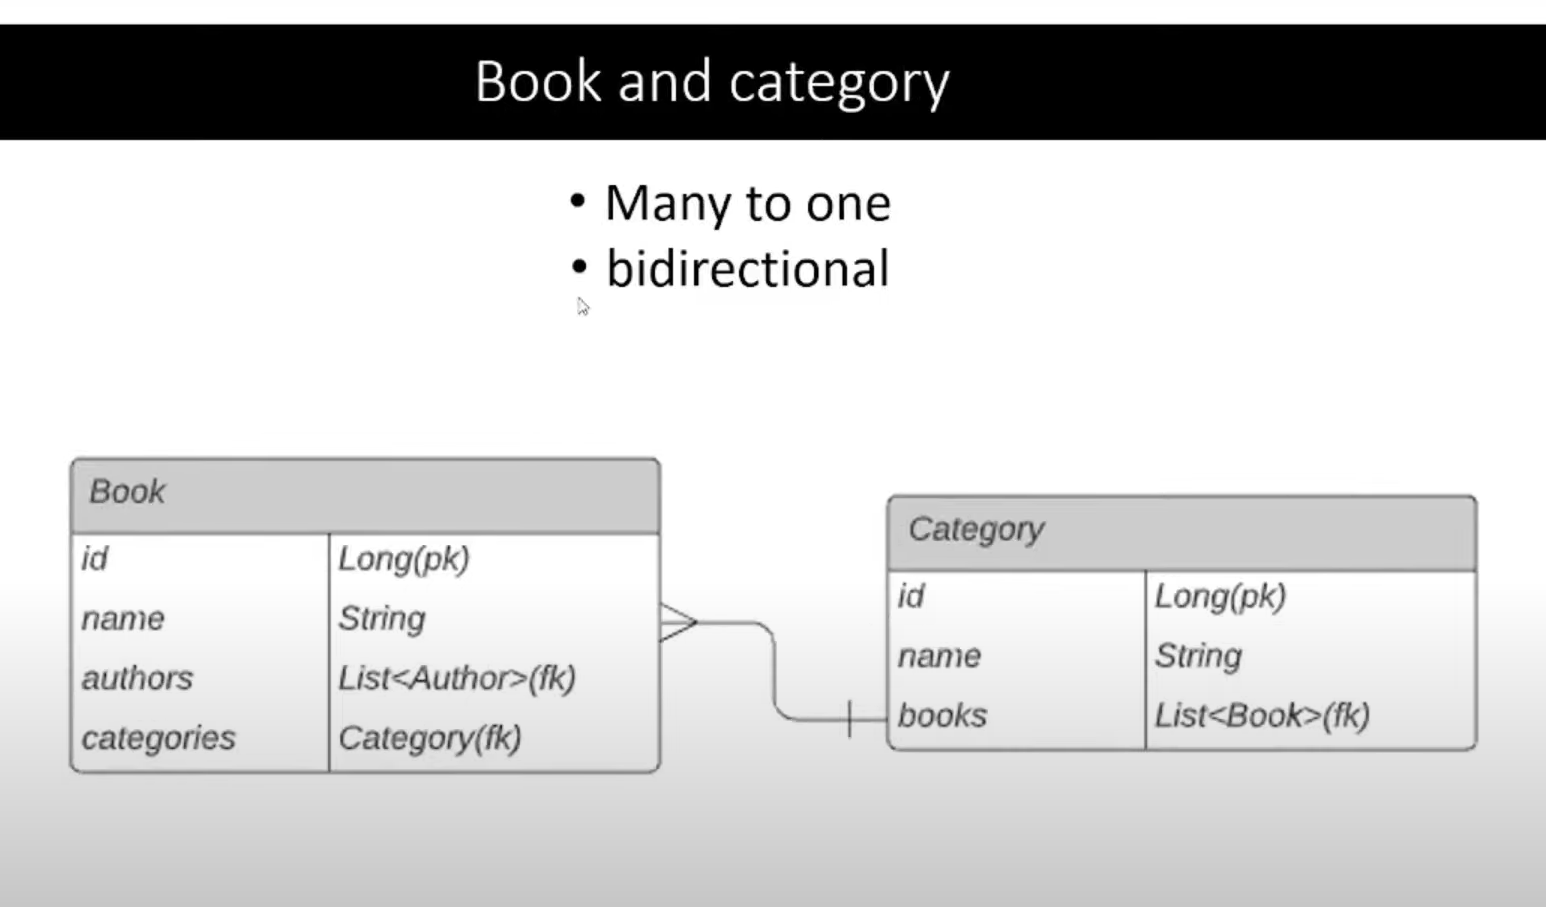 Book and category
• Many to one
• bidirectional
Book
id Long(pk)
name String
authors List<Author>(fk)
categories Category(fk)
Category
id Long(pk)
name String
books List<Book>(fk)